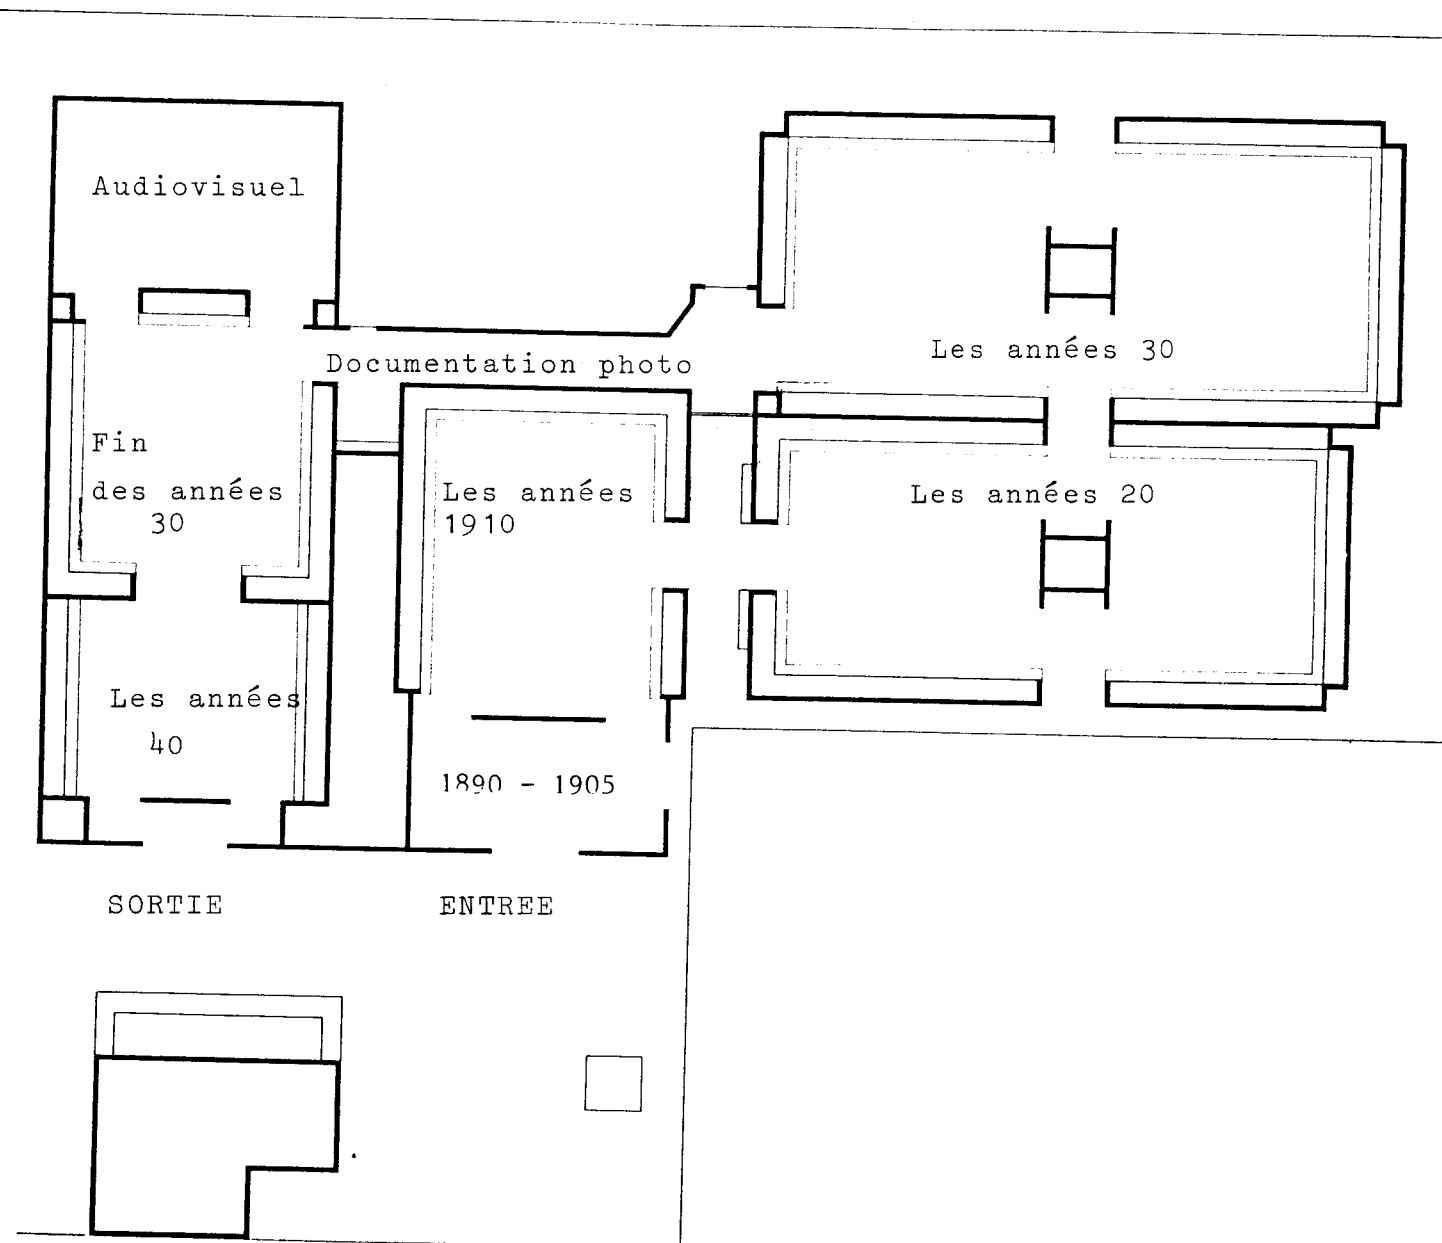 Audiovisuel
Documentation photo
Les années 30
Fin
des années
30
Les années
1910
Les années 20
Les années
40
1890 - 1905
SORTIE
ENTREE